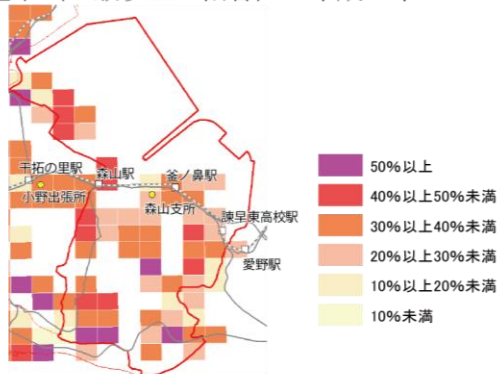 干拓の里駅
森山駅
釜ノ鼻駅
小野出張所
森山支所
諫早東高校駅
愛野駅
50％以上
40％以上50％未満
30％以上40％未満
20％以上30％未満
10％以上20％未満
10％未満